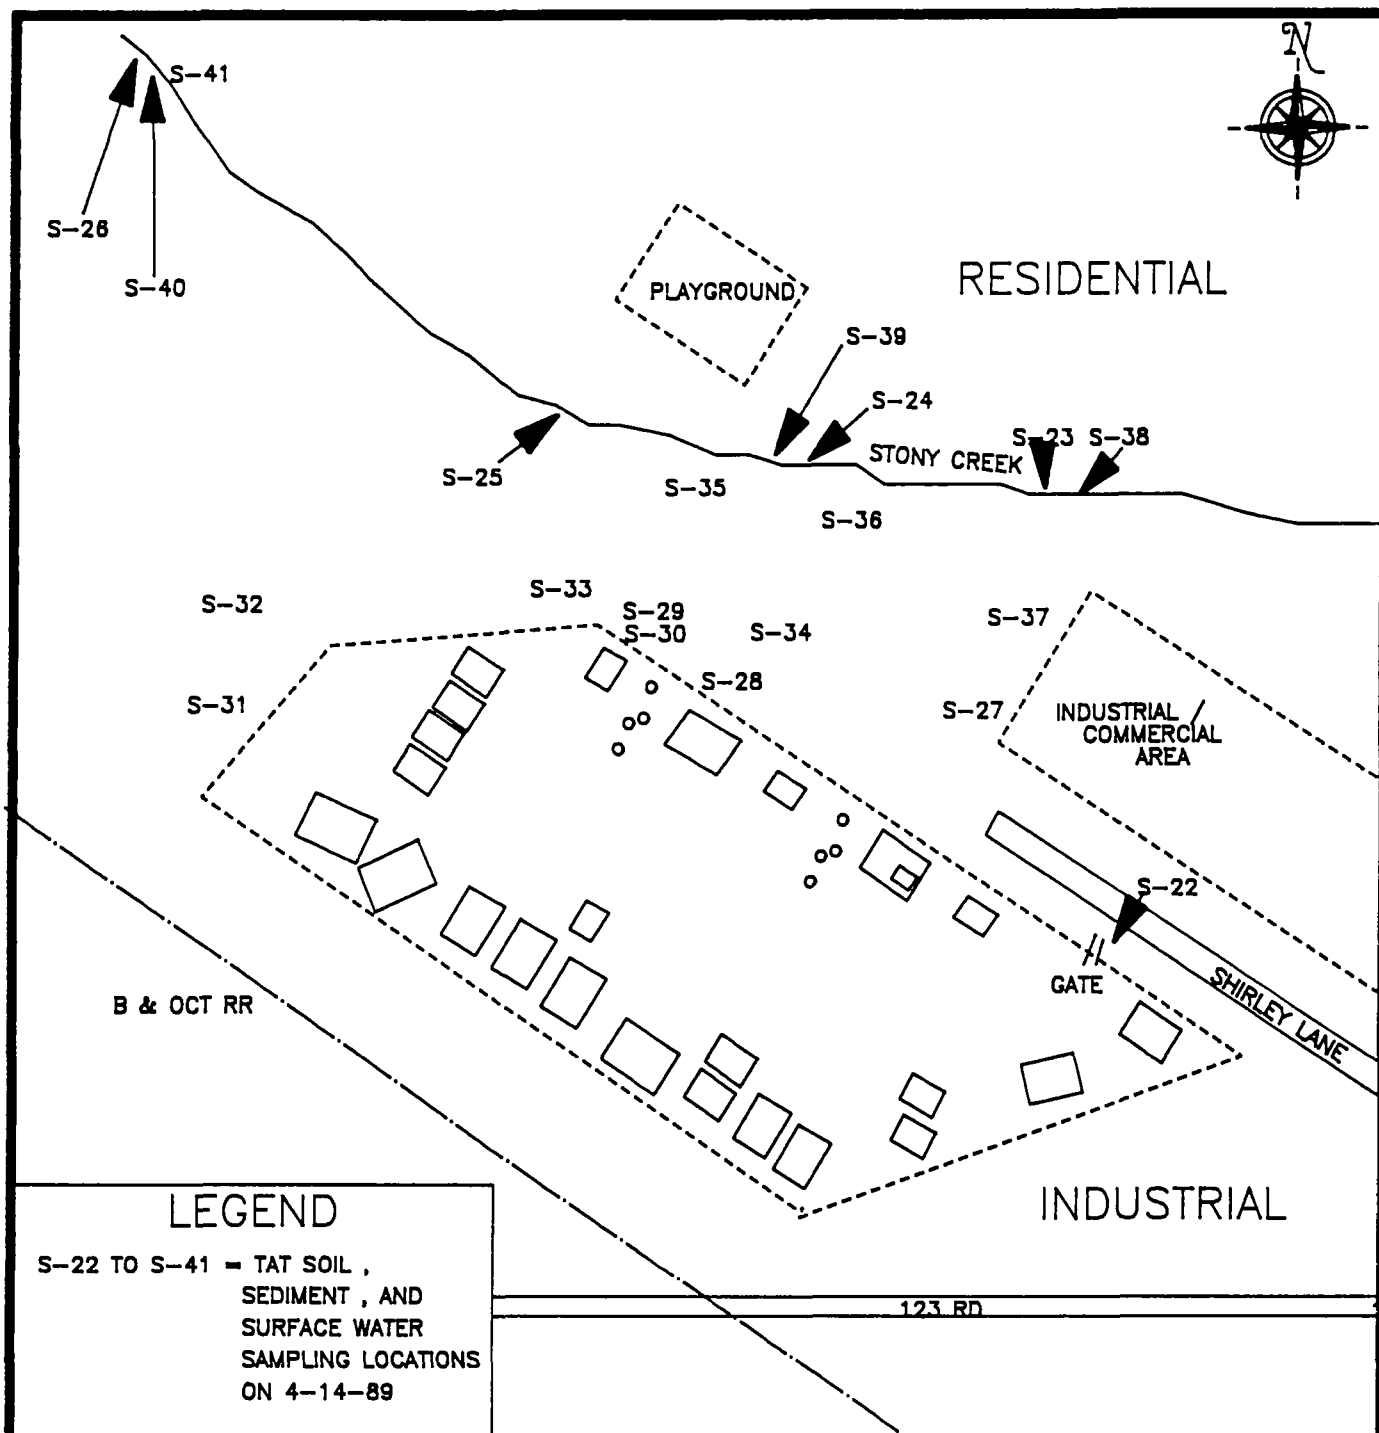 N
S-41
S-26
S-40
RESIDENTIAL
PLAYGROUND
S-39
S-24
S-23 S-38
STONY CREEK
S-25
S-35
S-36
S-33
S-32
S-29
S-30
S-34
S-37
S-28
S-31
S-27
INDUSTRIAL /
COMMERCIAL
AREA
S-22
GATE
SHIRLEY LANE
B & OCT RR
INDUSTRIAL
LEGEND
S-22 TO S-41 = TAT SOIL ,
SEDIMENT , AND
SURFACE WATER
SAMPLING LOCATIONS
ON 4-14-89
123 RD